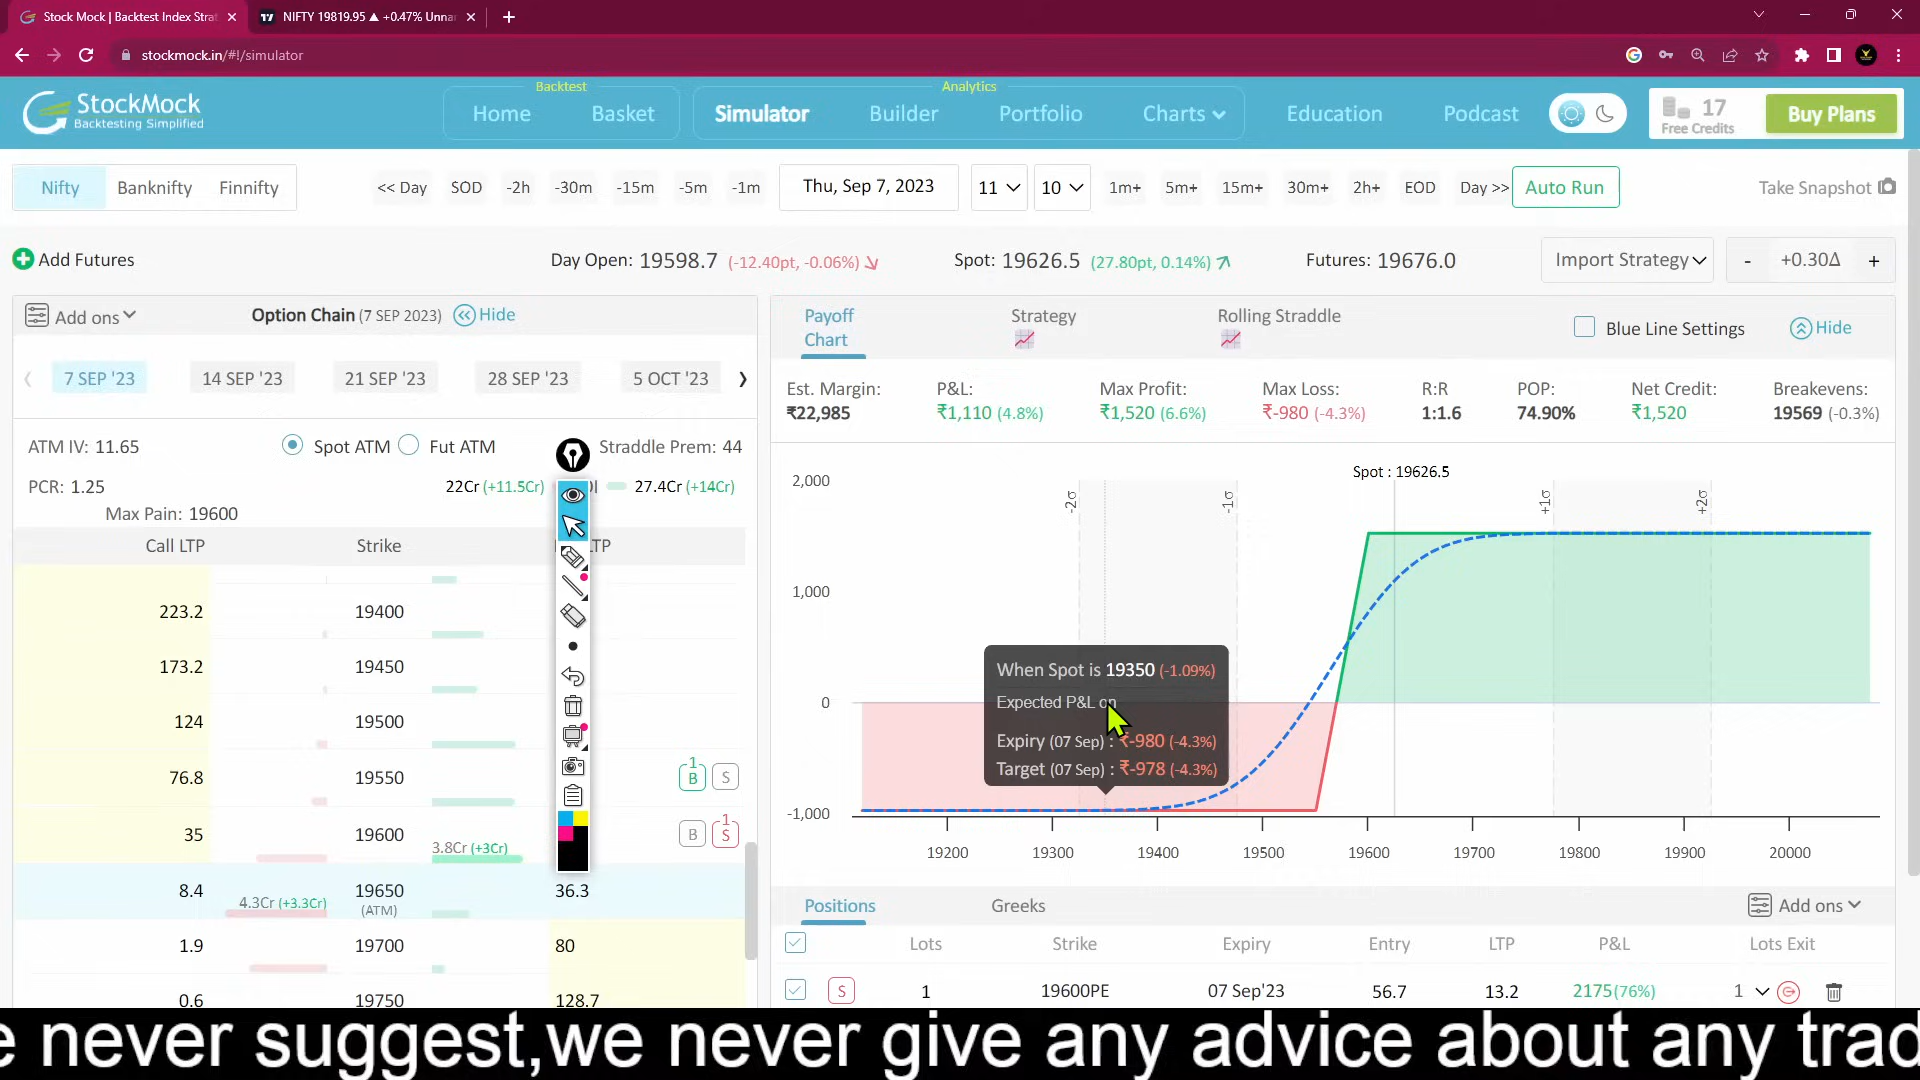 Stock Mock | Backtest Index Stra
NIFTY 19819.95 ▲ +0.47% Unna
stockmock.in/#!/simulator
StockMock
Backtesting Simplified
Backtest
Home Basket
Analytics
Simulator Builder Portfolio Charts
Education Podcast
17
Free Credits
Buy Plans
Nifty Banknifty Finnifty
<< Day SOD -2h -30m -15m -5m -1m Thu, Sep 7, 2023 11 10 1m+ 5m+ 15m+ 30m+ 2h+ EOD Day >> Auto Run
Take Snapshot
Add Futures
Day Open: 19598.7 (-12.40pt, -0.06%)
Spot: 19626.5 (27.80pt, 0.14%)
Futures: 19676.0
Import Strategy
- +0.30Δ +
Add ons
Option Chain (7 SEP 2023) Hide
7 SEP '23 14 SEP '23 21 SEP '23 28 SEP '23 5 OCT '23
ATM IV: 11.65 Spot ATM Fut ATM Straddle Prem: 44
PCR: 1.25 22Cr (+11.5Cr) 27.4Cr (+14Cr)
Max Pain: 19600
Call LTP Strike LTP
223.2 19400
173.2 19450
124 19500
76.8 19550 1 B S
35 3.8Cr (+3Cr) 19600 B 1 S
8.4 4.3Cr (+3.3Cr) 19650 (ATM) 36.3
1.9 19700 80
0.6 19750 128.7
Payoff Chart
Strategy
Rolling Straddle
Blue Line Settings
Hide
Est. Margin: P&L: Max Profit: Max Loss: R:R POP: Net Credit: Breakevens:
₹22,985 ₹1,110 (4.8%) ₹1,520 (6.6%) ₹-980 (-4.3%) 1:1.6 74.90% ₹1,520 19569 (-0.3%)
Spot : 19626.5
2,000
1,000
0
-1,000
-2σ -1σ +1σ +2σ
When Spot is 19350 (-1.09%)
Expected P&L on
Expiry (07 Sep) : ₹-980 (-4.3%)
Target (07 Sep) : ₹-978 (-4.3%)
19200 19300 19400 19500 19600 19700 19800 19900 20000
Positions Greeks Add ons
Lots Strike Expiry Entry LTP P&L Lots Exit
S 1 19600PE 07 Sep'23 56.7 13.2 2175(76%) 1
e never suggest,we never give any advice about any trad